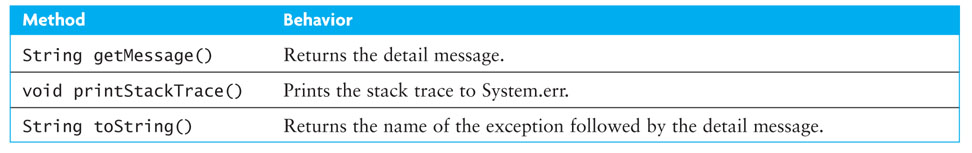 Method Behavior
String getMessage() Returns the detail message.
void printStackTrace() Prints the stack trace to System.err.
String toString() Returns the name of the exception followed by the detail message.